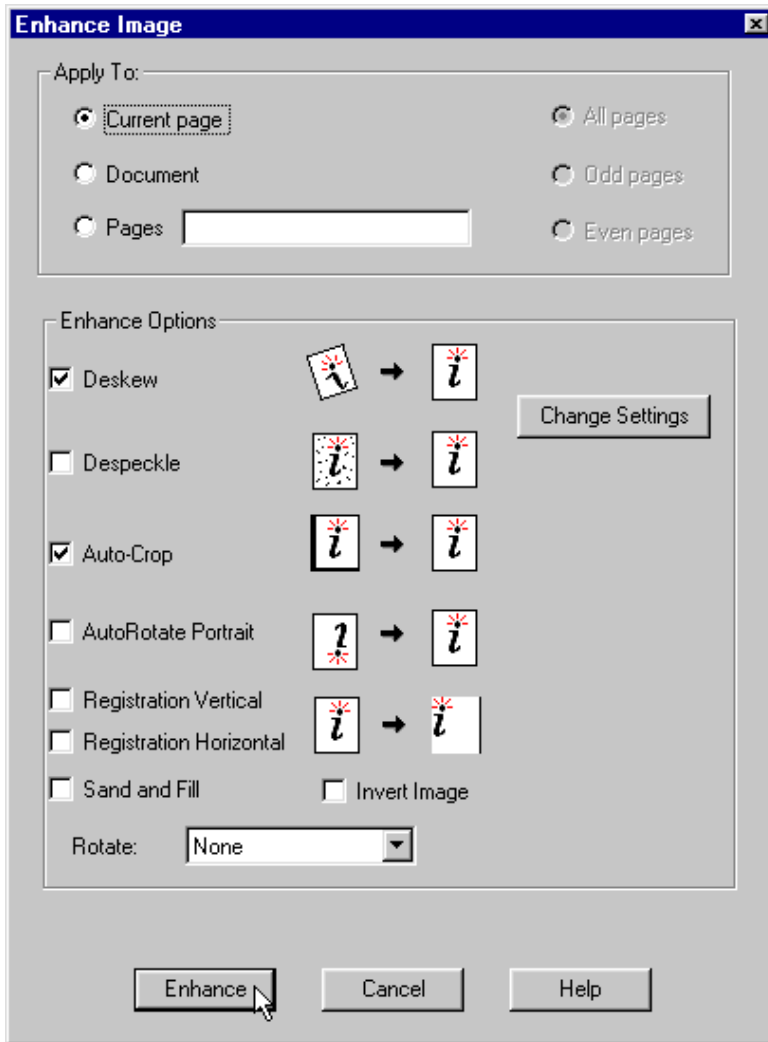 Enhance Image
Apply To:
Current page
All pages
Document
Odd pages
Pages
Even pages
Enhance Options
Deskew
Change Settings
Despeckle
Auto-Crop
AutoRotate Portrait
Registration Vertical
Registration Horizontal
Sand and Fill
Invert Image
Rotate:
None
Enhance
Cancel
Help